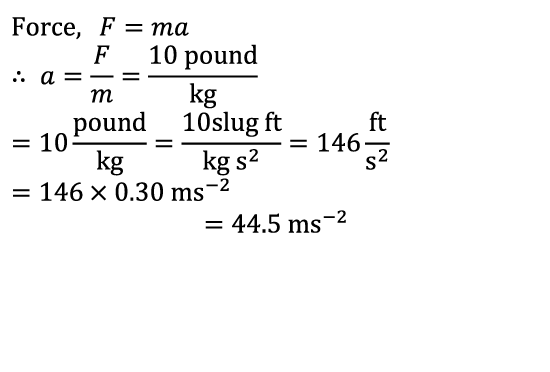 Force, F = ma
∴ a = F/m = 10 pound/kg
= 10 pound/kg = 10slug ft/kg s² = 146 ft/s²
= 146 × 0.30 ms⁻²
= 44.5 ms⁻²